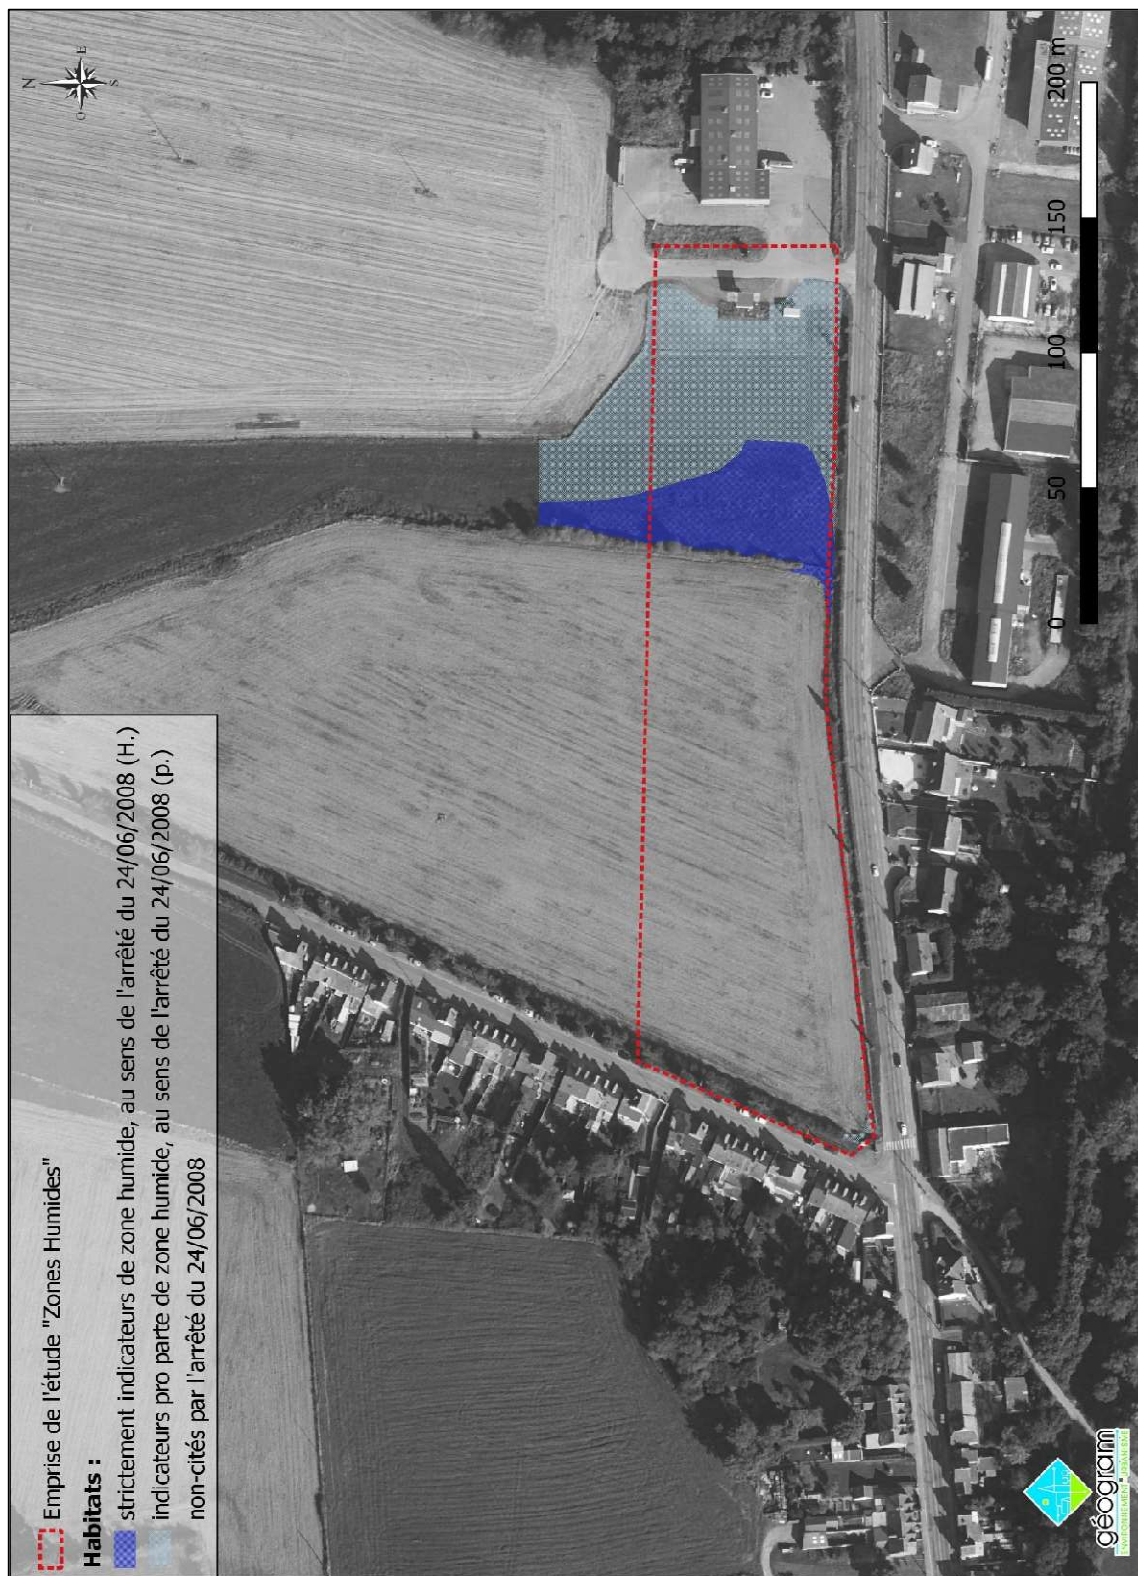 Emprise de l'étude "Zones Humides"
Habitats :
strictement indicateurs de zone humide, au sens de l'arrêté du 24/06/2008 (H.)
indicateurs pro parte de zone humide, au sens de l'arrêté du 24/06/2008 (p.)
non-cités par l'arrêté du 24/06/2008
N
E
S
O
0 50 100 150 200 m
géogram
ENVIRONNEMENT URBANISME